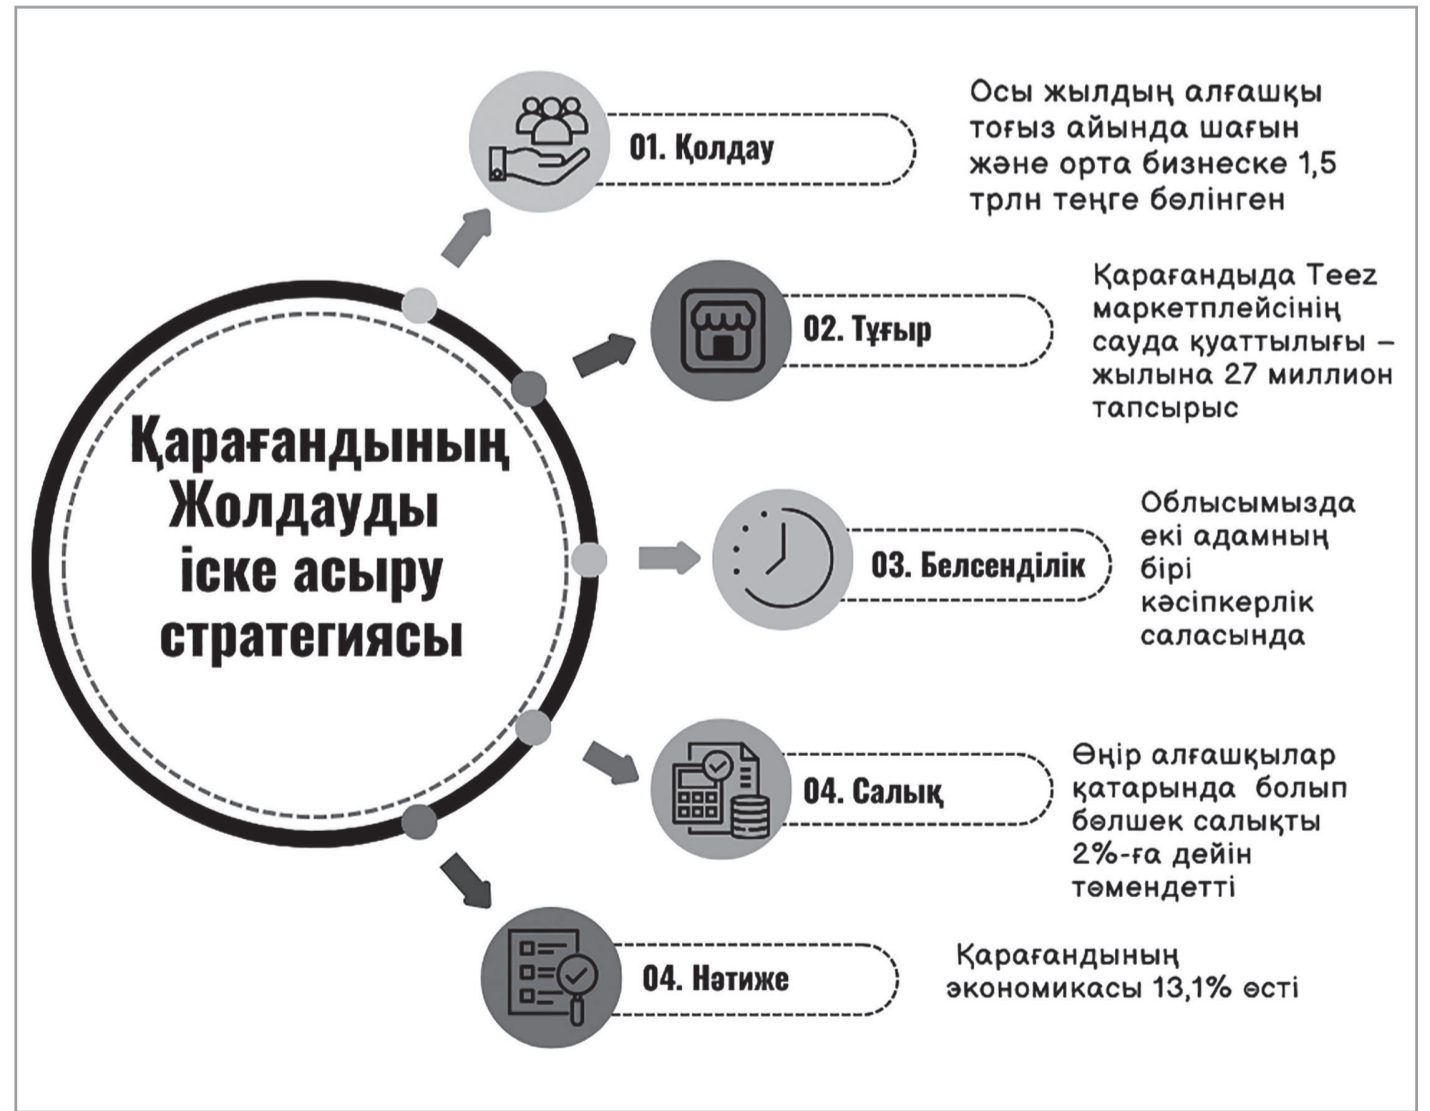 Қарағандының
Жолдауды
іске асыру
стратегиясы
01. Қолдау
Осы жылдың алғашқы
тоғыз айында шағын
және орта бизнеске 1,5
трлн теңге бөлінген
02. Тұғыр
Қарағандыда Teez
маркетплейсінің
сауда қуаттылығы –
жылына 27 миллион
тапсырыс
03. Белсенділік
Облысымызда
екі адамның
бірі
кәсіпкерлік
саласында
04. Салық
Өңір алғашқылар
қатарында болып
бөлшек салықты
2%-ға дейін
төмендетті
04. Нәтиже
Қарағандының
экономикасы 13,1% өсті